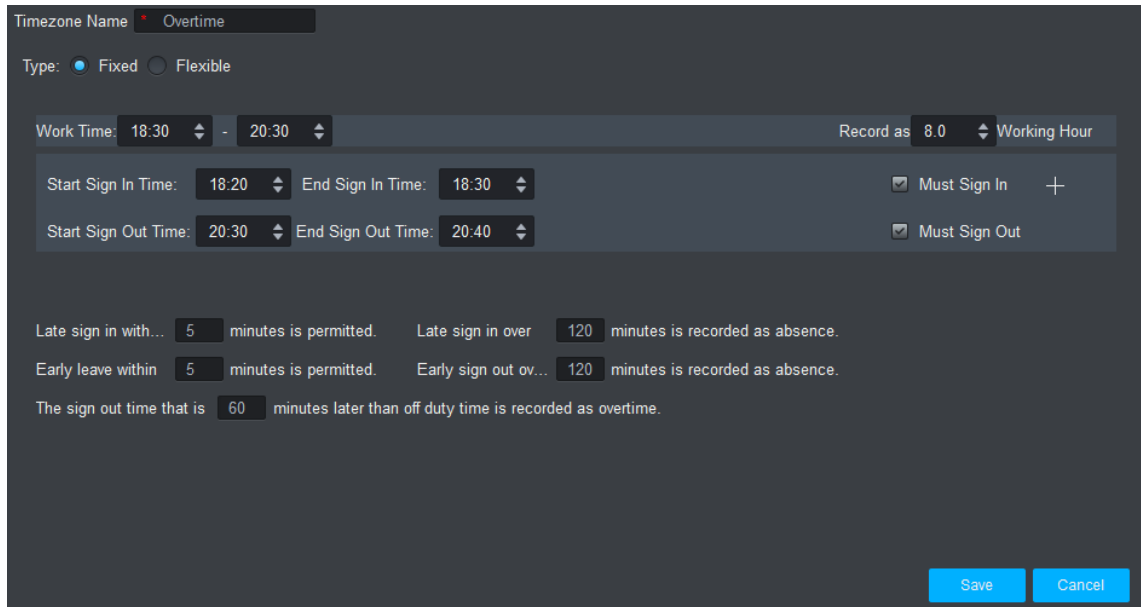 Timezone Name * Overtime
Type: Fixed Flexible
Work Time: 18:30 - 20:30 Record as 8.0 Working Hour
Start Sign In Time: 18:20 End Sign In Time: 18:30 Must Sign In
Start Sign Out Time: 20:30 End Sign Out Time: 20:40 Must Sign Out
Late sign in with... 5 minutes is permitted. Late sign in over 120 minutes is recorded as absence.
Early leave within 5 minutes is permitted. Early sign out ov... 120 minutes is recorded as absence.
The sign out time that is 60 minutes later than off duty time is recorded as overtime.
Save Cancel